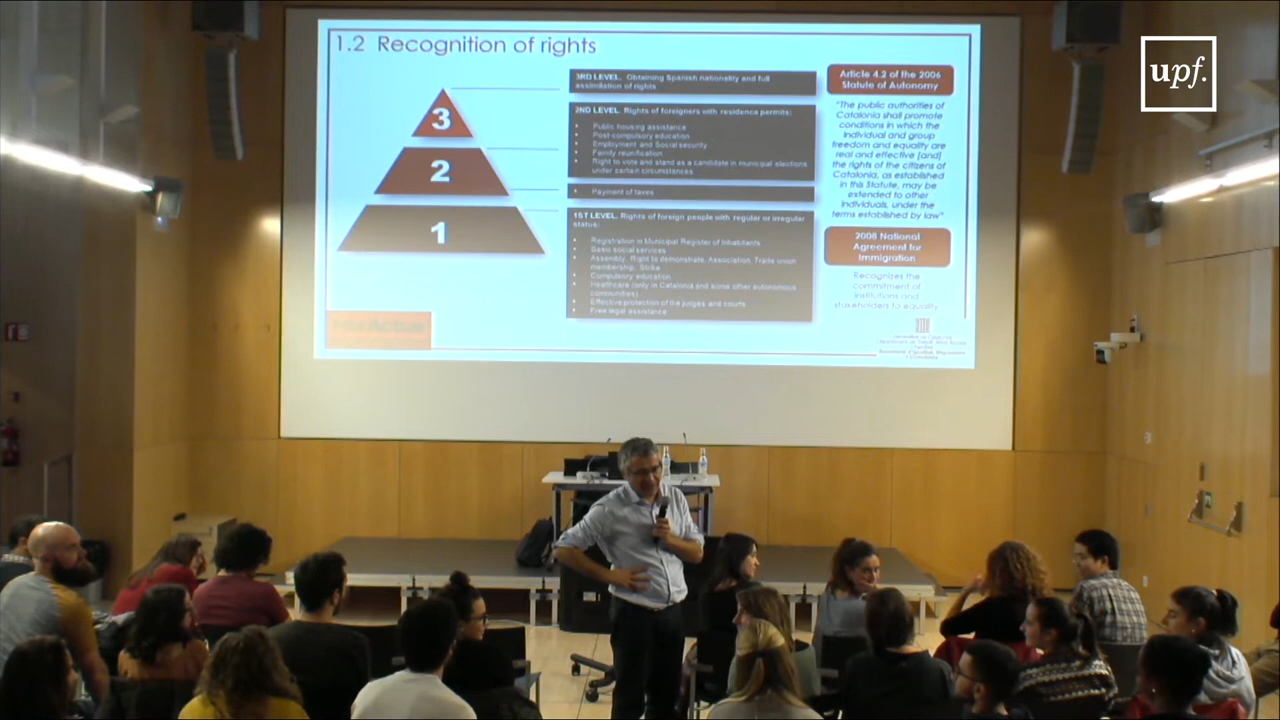 1.2 Recognition of rights
3
2
1
3RD LEVEL. Obtaining Spanish nationality and full
assimilation of rights
2ND LEVEL. Rights of foreigners with residence permits:
• Public housing assistance
• Post-compulsory education
• Employment and Social security
• Family reunification
• Right to vote and stand as a candidate in municipal elections
under certain circumstances
• Payment of taxes
1ST LEVEL. Rights of foreign people with regular or irregular
status:
• Registration in Municipal Register of Inhabitants
• Basic social services
• Assembly, Right to demonstrate, Association, Trade union
membership, Strike
• Compulsory education
• Healthcare (only in Catalonia and some other autonomous
communities)
• Effective protection of the judges and courts
• Free legal assistance
Article 4.2 of the 2006
Statute of Autonomy
"The public authorities of
Catalonia shall promote
conditions in which the
individual and group
freedom and equality are
real and effective [and]
the rights of the citizens of
Catalonia, as established
in this Statute, may be
extended to other
individuals, under the
terms established by law"
2008 National
Agreement for
Immigration
Recognizes the
commitment of
institutions and
stakeholders to equality
upf.